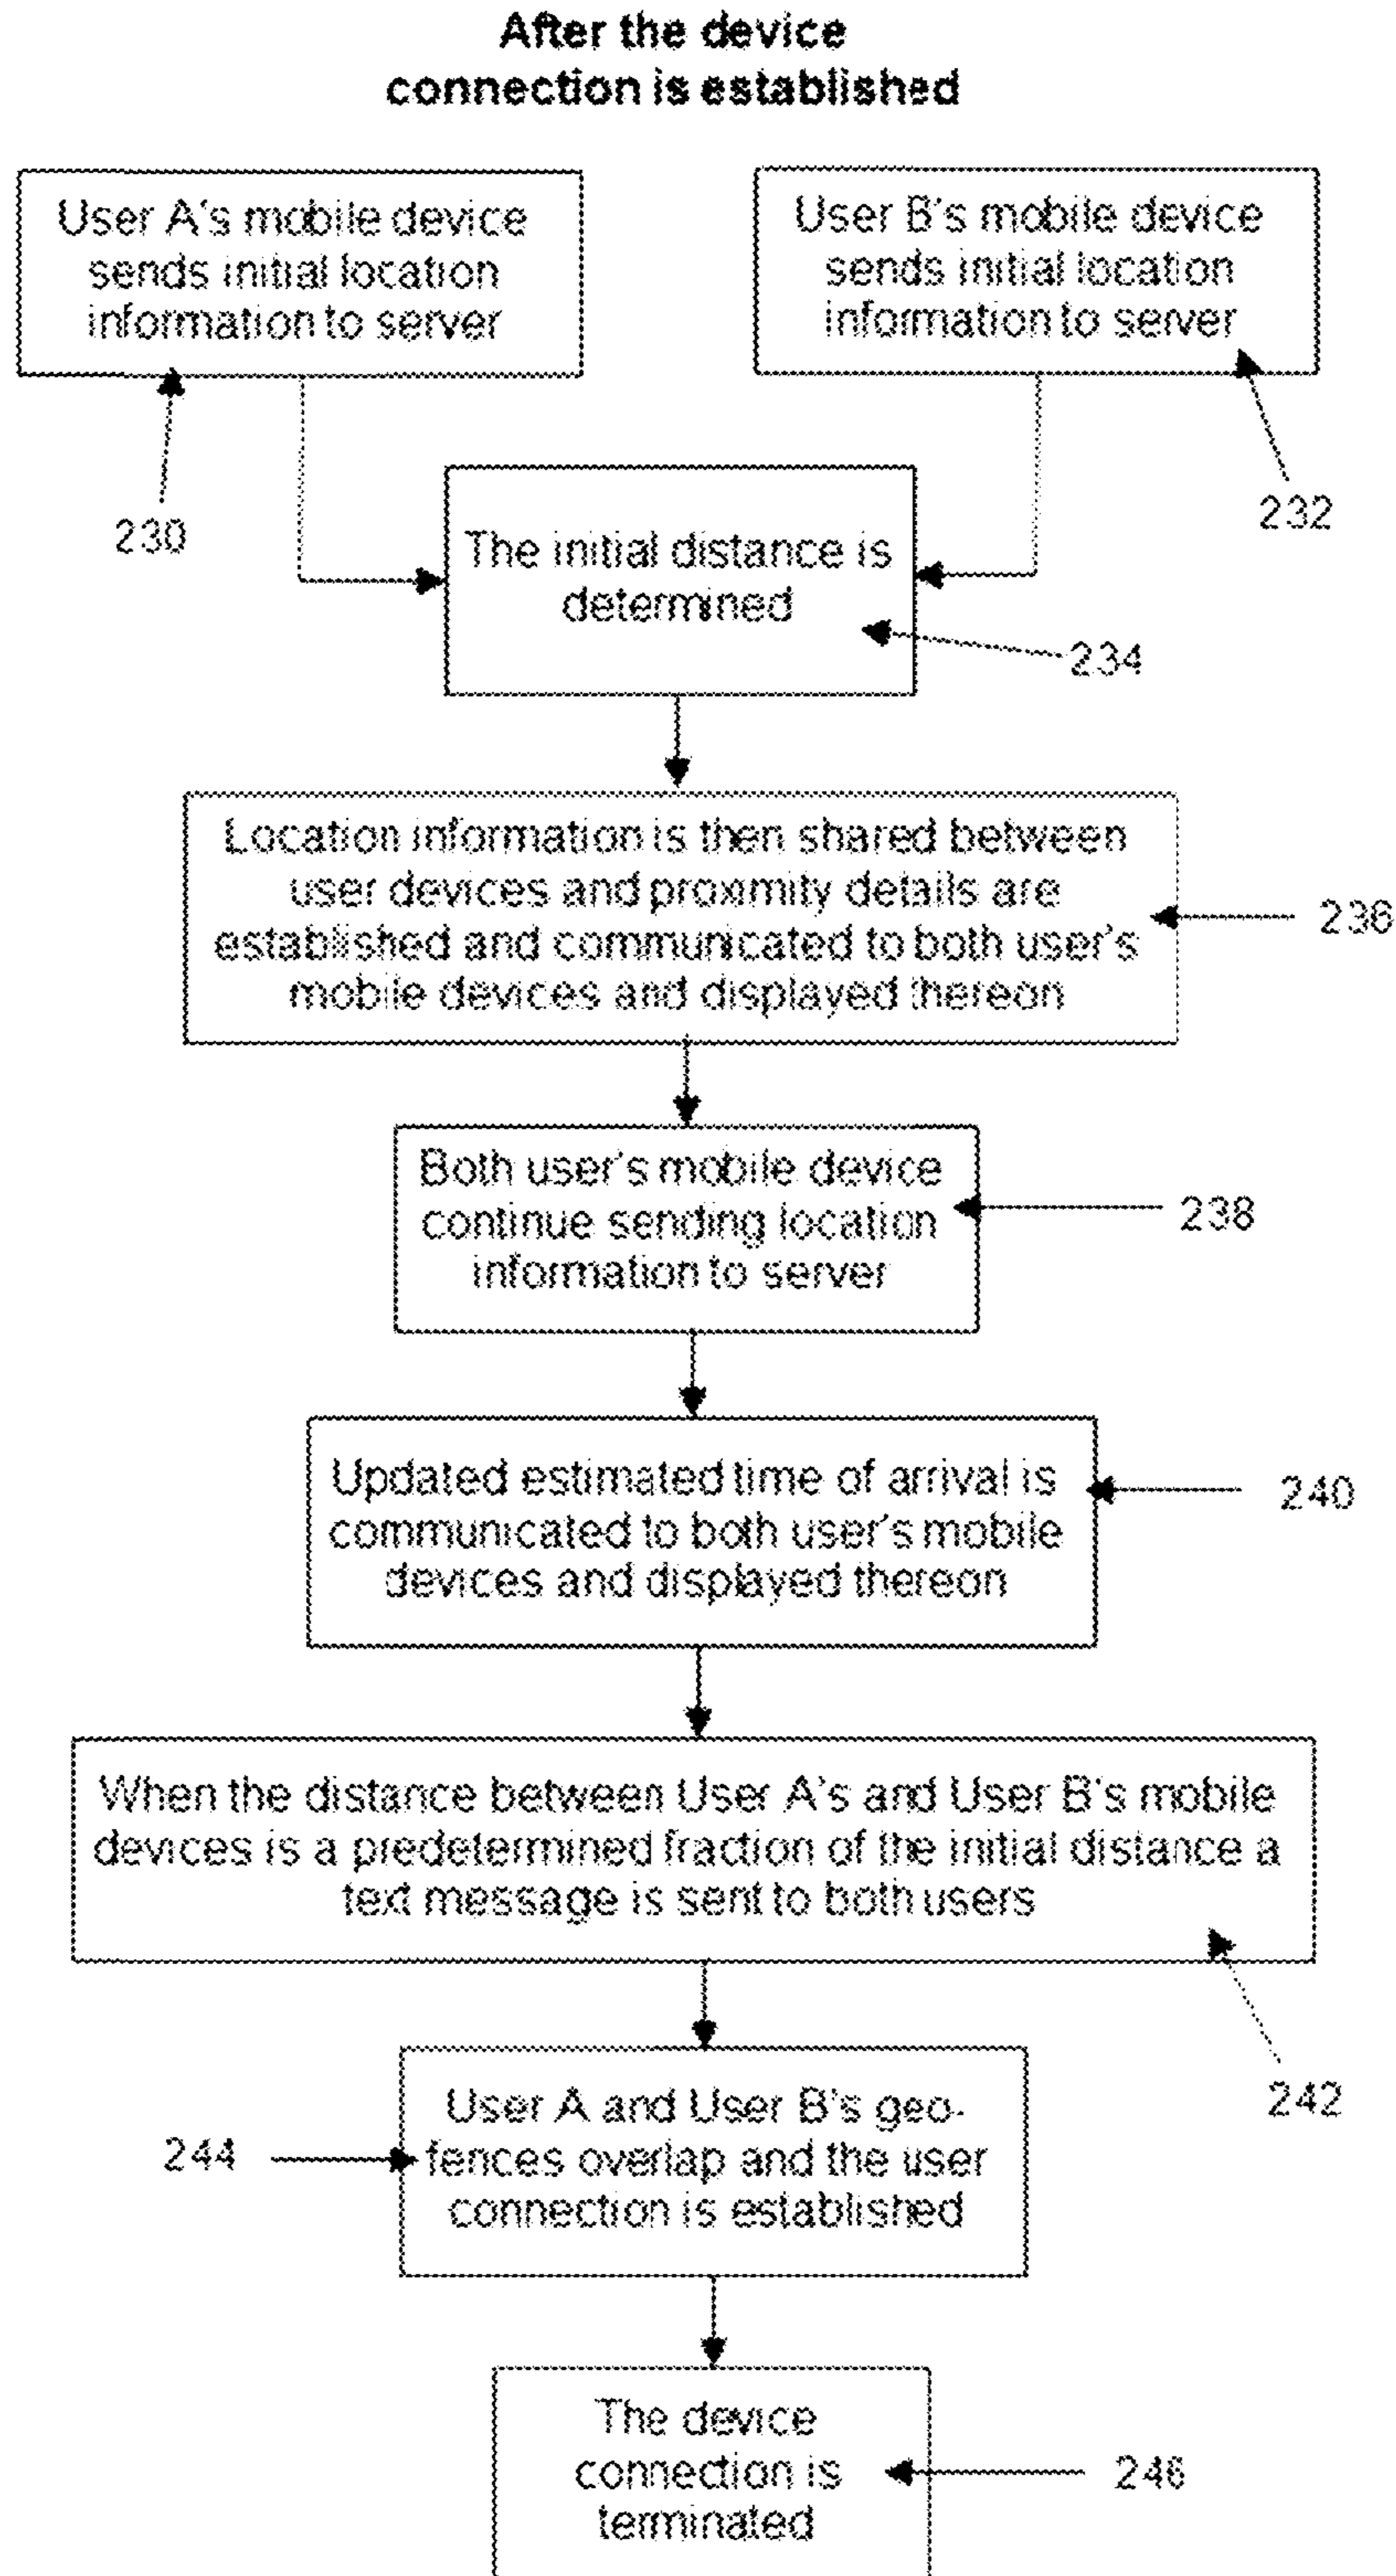 After the device
connection is established
User A's mobile device
sends initial location
information to server
User B's mobile device
sends initial location
information to server
230
232
The initial distance is
determined
234
Location information is then shared between
user devices and proximity details are
established and communicated to both user's
mobile devices and displayed thereon
236
Both user's mobile device
continue sending location
information to server
238
Updated estimated time of arrival is
communicated to both user's mobile
devices and displayed thereon
240
When the distance between User A's and User B's mobile
devices is a predetermined fraction of the initial distance a
text message is sent to both users
242
User A and User B's geo-
fences overlap and the user
connection is established
244
The device
connection is
terminated
246